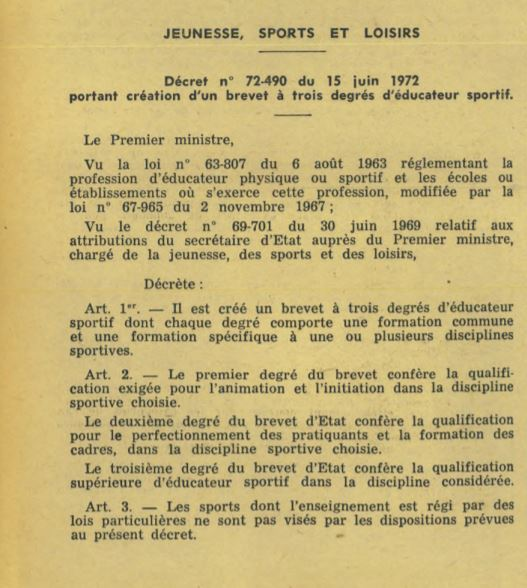 JEUNESSE, SPORTS ET LOISIRS
Décret n° 72-490 du 15 juin 1972
portant création d'un brevet à trois degrés d'éducateur sportif.
Le Premier ministre,
Vu la loi n° 63-807 du 6 août 1963 réglementant la
profession d'éducateur physique ou sportif et les écoles ou
établissements où s'exerce cette profession, modifiée par la
loi n° 67-965 du 2 novembre 1967 ;
Vu le décret n° 69-701 du 30 juin 1969 relatif aux
attributions du secrétaire d'Etat auprès du Premier ministre,
chargé de la jeunesse, des sports et des loisirs,
Décrète :
Art. 1er. — Il est créé un brevet à trois degrés d'éducateur
sportif dont chaque degré comporte une formation commune
et une formation spécifique à une ou plusieurs disciplines
sportives.
Art. 2. — Le premier degré du brevet confère la qualifi-
cation exigée pour l'animation et l'initiation dans la discipline
sportive choisie.
Le deuxième degré du brevet d'Etat confère la qualification
pour le perfectionnement des pratiquants et la formation des
cadres, dans la discipline sportive choisie.
Le troisième degré du brevet d'Etat confère la qualification
supérieure d'éducateur sportif dans la discipline considérée.
Art. 3. — Les sports dont l'enseignement est régi par des
lois particulières ne sont pas visés par les dispositions prévues
au présent décret.